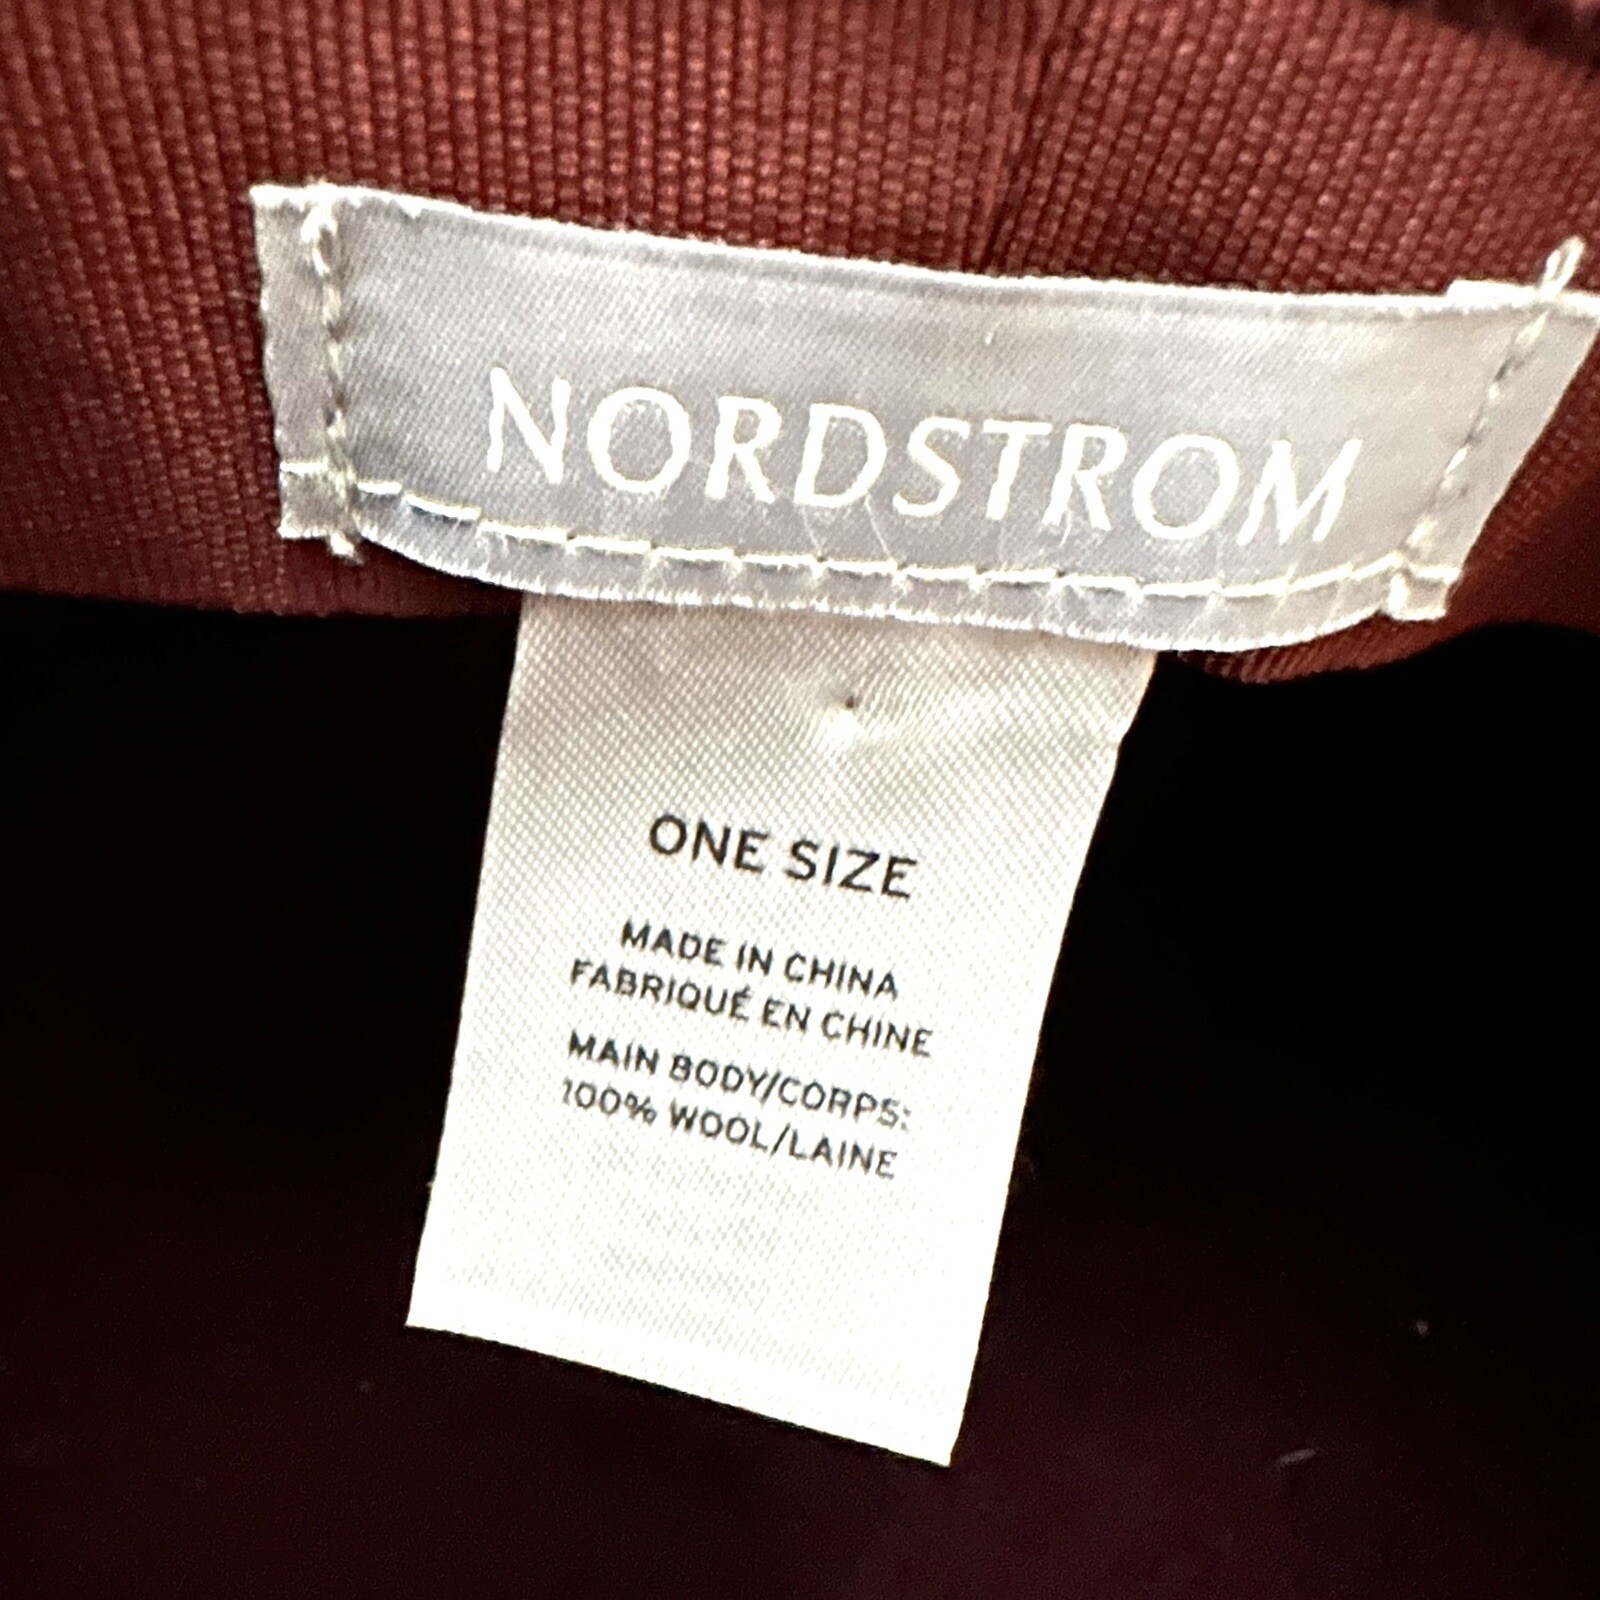 NORDSTROM
ONE SIZE
MADE IN CHINA
FABRIQUÉ EN CHINE
MAIN BODY/CORPS:
100% WOOL/LAINE